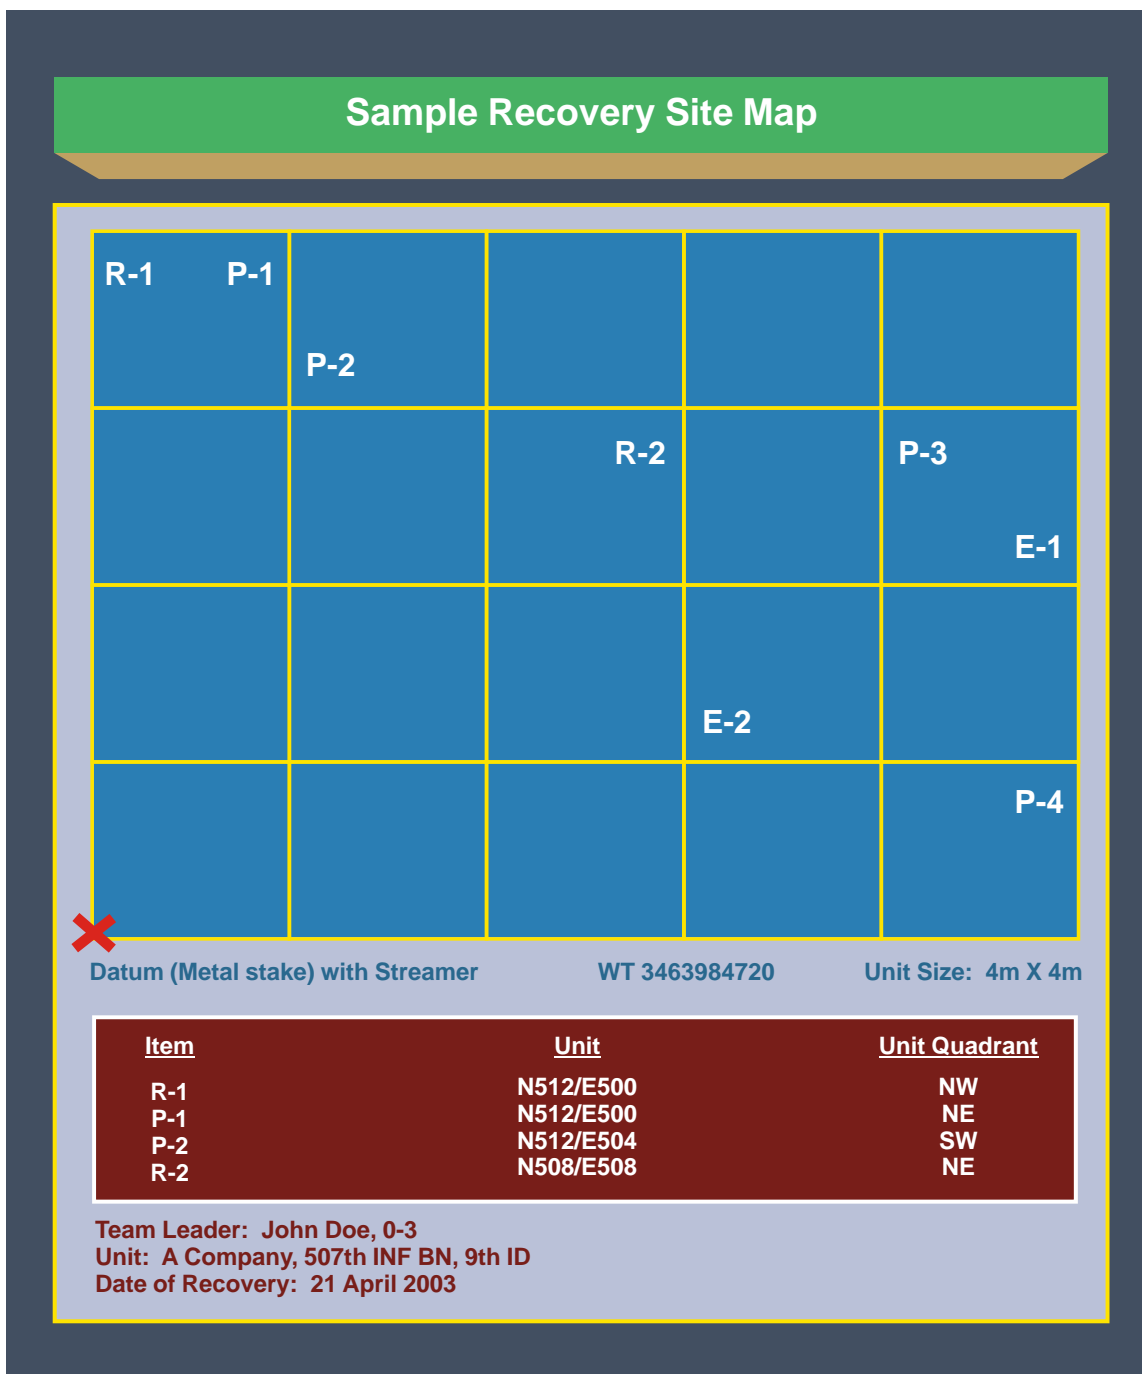 Sample Recovery Site Map
R-1 P-1
P-2
R-2 P-3
E-1
E-2
P-4
Datum (Metal stake) with Streamer WT 3463984720 Unit Size: 4m X 4m
Item Unit Unit Quadrant
R-1 N512/E500 NW
P-1 N512/E500 NE
P-2 N512/E504 SW
R-2 N508/E508 NE
Team Leader: John Doe, 0-3
Unit: A Company, 507th INF BN, 9th ID
Date of Recovery: 21 April 2003